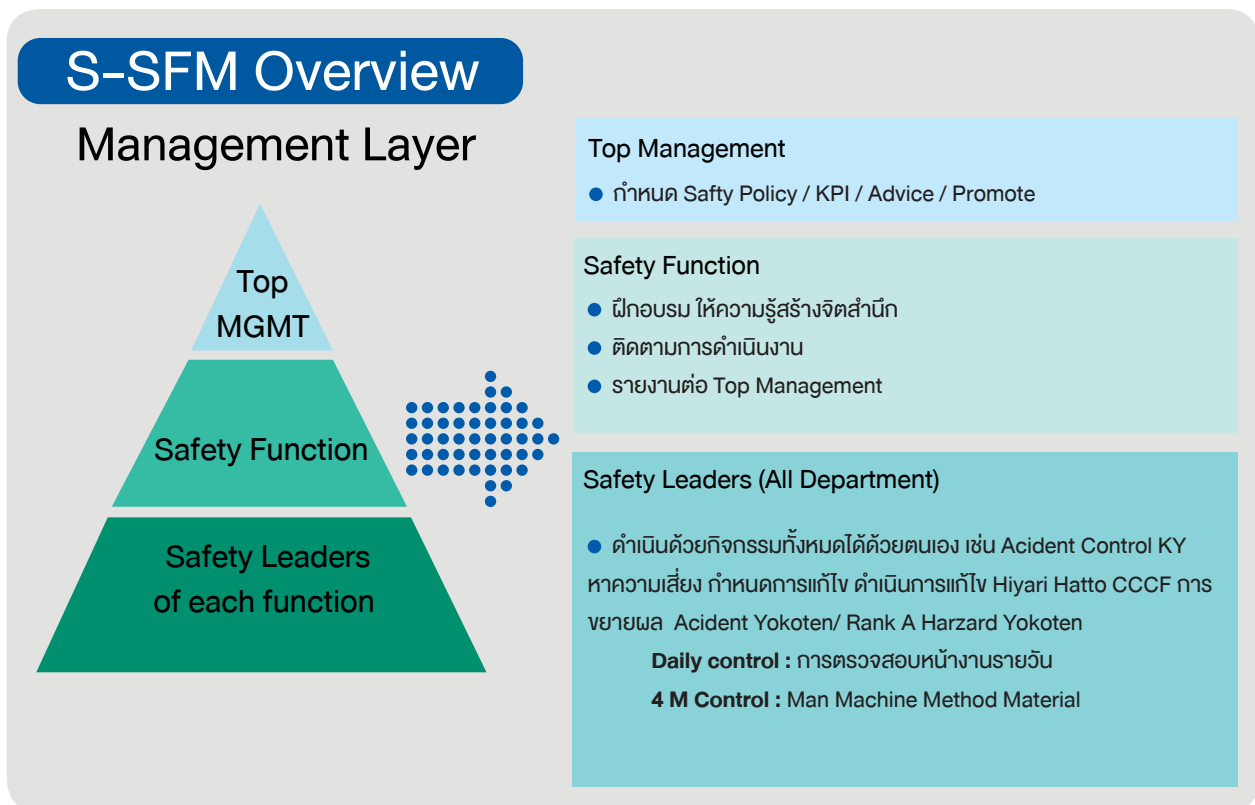 S-SFM Overview
Management Layer
Top
MGMT
Safety Function
Safety Leaders
of each function
Top Management
● กำหนด Safty Policy / KPI / Advice / Promote
Safety Function
● ฝึกอบรม ให้ความรู้สร้างจิตสำนึก
● ติดตามการดำเนินงาน
● รายงานต่อ Top Management
Safety Leaders (All Department)
● ดำเนินด้วยกิจกรรมทั้งหมดได้ด้วยตนเอง เช่น Acident Control KY
หาความเสี่ยง กำหนดการแก้ไข ดำเนินการแก้ไข Hiyari Hatto CCCF การ
ขยายผล Acident Yokoten/ Rank A Harzard Yokoten
Daily control : การตรวจสอบหน้างานรายวัน
4 M Control : Man Machine Method Material